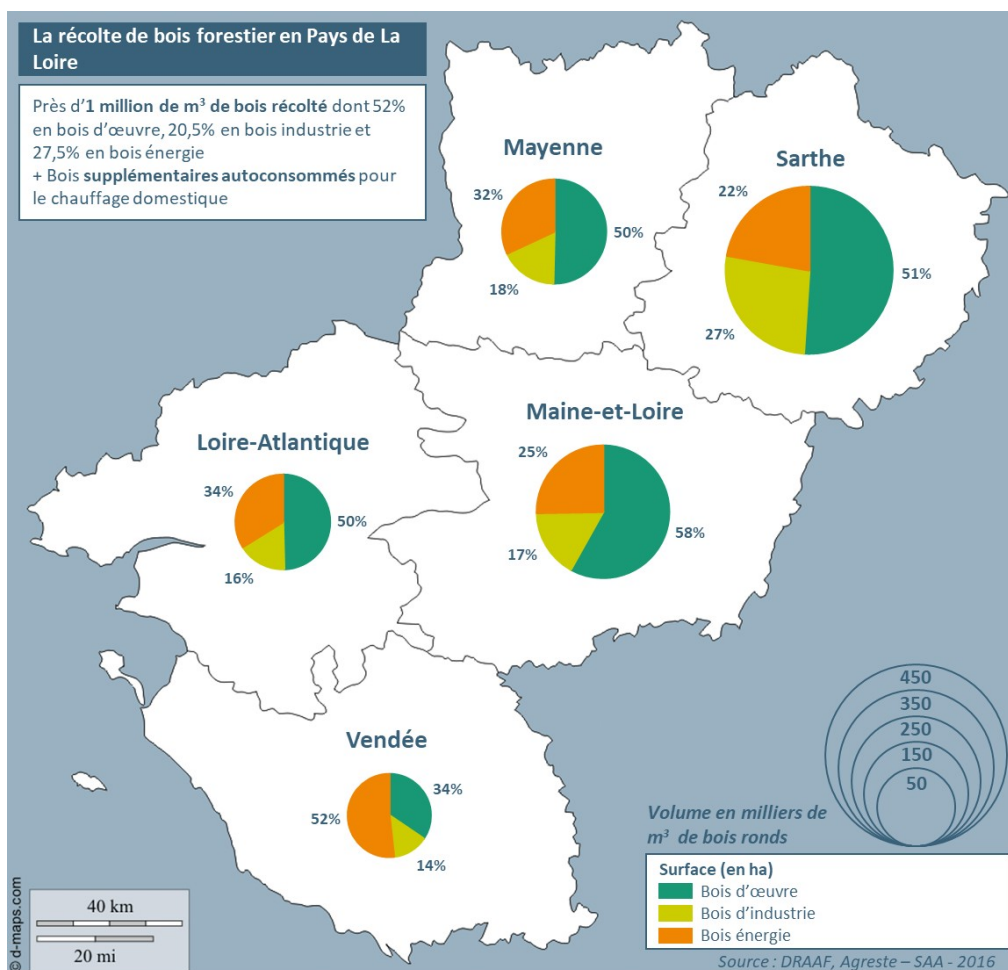 La récolte de bois forestier en Pays de La
Loire
Près d'1 million de m³ de bois récolté dont 52%
en bois d'œuvre, 20,5% en bois industrie et
27,5% en bois énergie
+ Bois supplémentaires autoconsommés pour
le chauffage domestique
Mayenne
32%
50%
18%
Sarthe
22%
51%
27%
Loire-Atlantique
34%
50%
16%
Maine-et-Loire
25%
58%
17%
Vendée
34%
52%
14%
450
350
250
150
50
Volume en milliers de
m³ de bois ronds
Surface (en ha)
Bois d'œuvre
Bois d'industrie
Bois énergie
40 km
20 mi
© d-maps.com
Source : DRAAF, Agreste – SAA - 2016